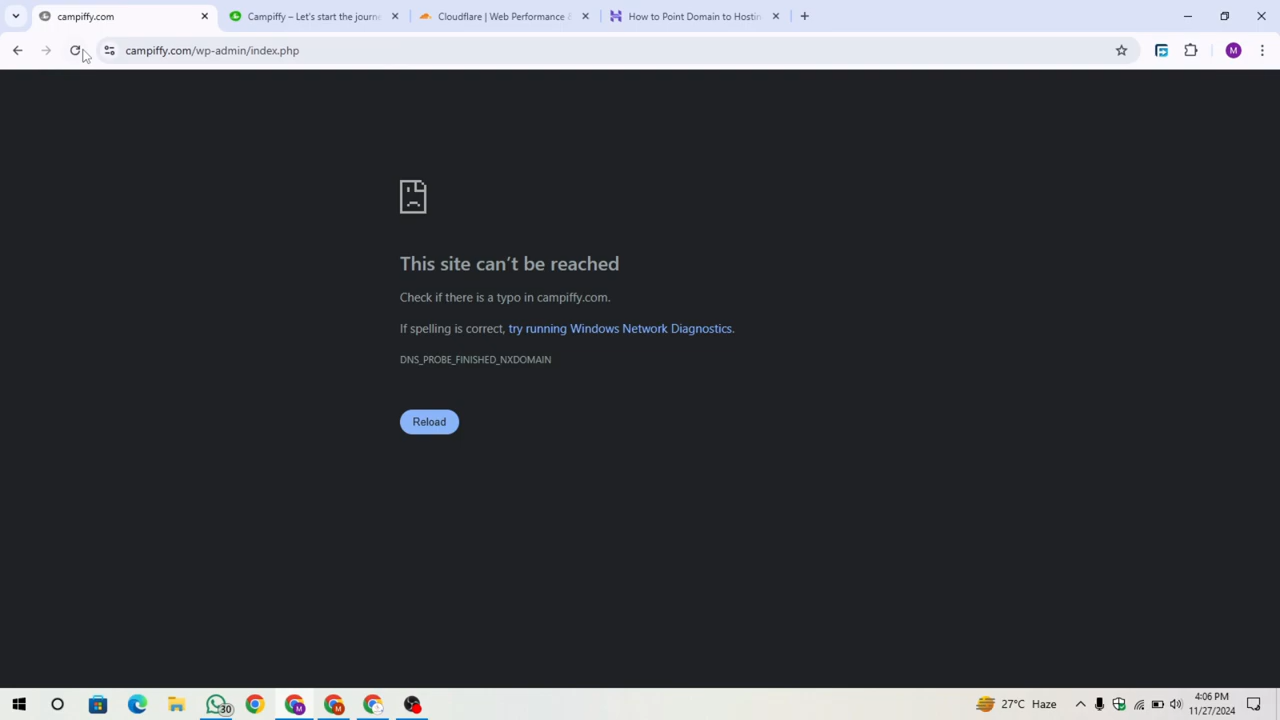 campiffy.com
Campiffy – Let's start the journe
Cloudflare | Web Performance &
How to Point Domain to Hostin
campiffy.com/wp-admin/index.php
M
This site can't be reached
Check if there is a typo in campiffy.com.
If spelling is correct, try running Windows Network Diagnostics.
DNS_PROBE_FINISHED_NXDOMAIN
Reload
30
M
M
27°C Haze
4:06 PM
11/27/2024